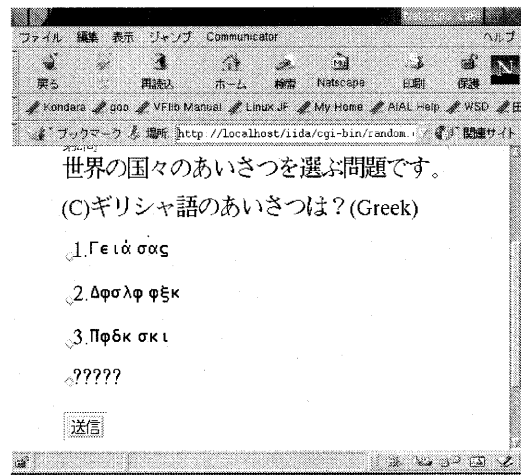 ファイル 編集 表示 ジャンプ Communicator ヘルプ
戻る 再読込 ホーム 検索 Netscape 印刷 保護
Kondara goo VFlib Manual Linux JF My Home AIAL Help WSD
ブックマーク 場所 http://localhost/iida/cgi-bin/random. 関連サイト
世界の国々のあいさつを選ぶ問題です。
(C)ギリシャ語のあいさつは？(Greek)
1.Γειά σας
2.Δφσλφ φξκ
3.Πφδκ σκι
?????
送信